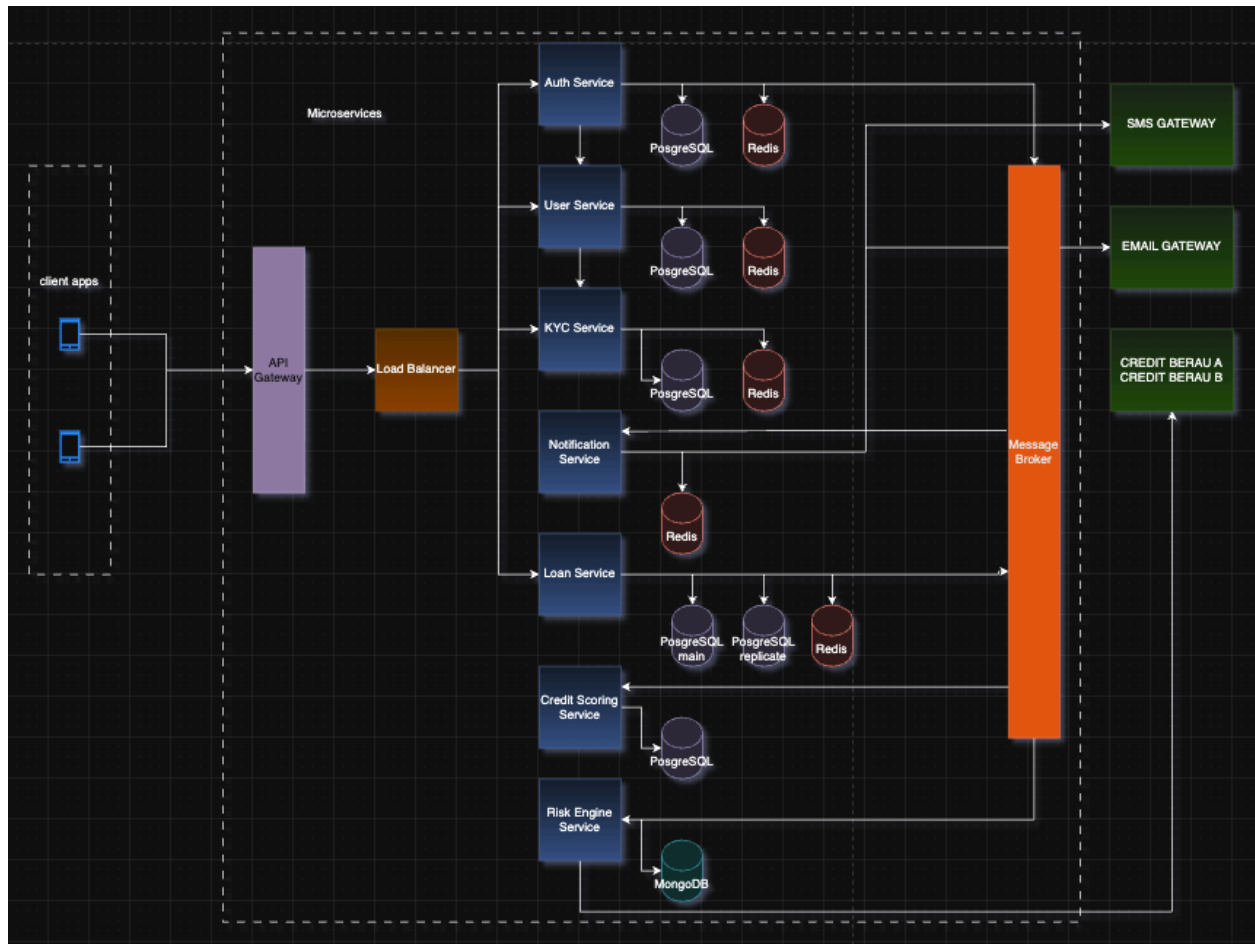 Microservices
client apps
API
Gateway
Load Balancer
Auth Service
PosgreSQL
Redis
User Service
PosgreSQL
Redis
KYC Service
PosgreSQL
Redis
Notification
Service
Redis
Loan Service
PosgreSQL
main
PosgreSQL
replicate
Redis
Credit Scoring
Service
PosgreSQL
Risk Engine
Service
MongoDB
Message
Broker
SMS GATEWAY
EMAIL GATEWAY
CREDIT BERAU A
CREDIT BERAU B